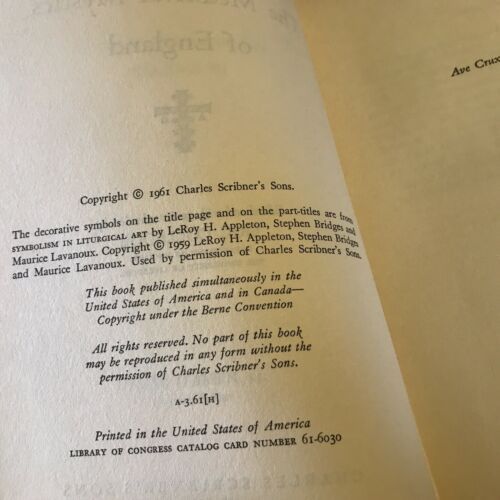 Copyright © 1961 Charles Scribner's Sons.
The decorative symbols on the title page and on the part-titles are from
SYMBOLISM IN LITURGICAL ART by LeRoy H. Appleton, Stephen Bridges and
Maurice Lavanoux. Copyright © 1959 LeRoy H. Appleton, Stephen Bridges
and Maurice Lavanoux. Used by permission of Charles Scribner's Sons.
This book published simultaneously in the
United States of America and in Canada—
Copyright under the Berne Convention
All rights reserved. No part of this book
may be reproduced in any form without the
permission of Charles Scribner's Sons.
A-3.61[H]
Printed in the United States of America
LIBRARY OF CONGRESS CATALOG CARD NUMBER 61-6030
Ave Crux